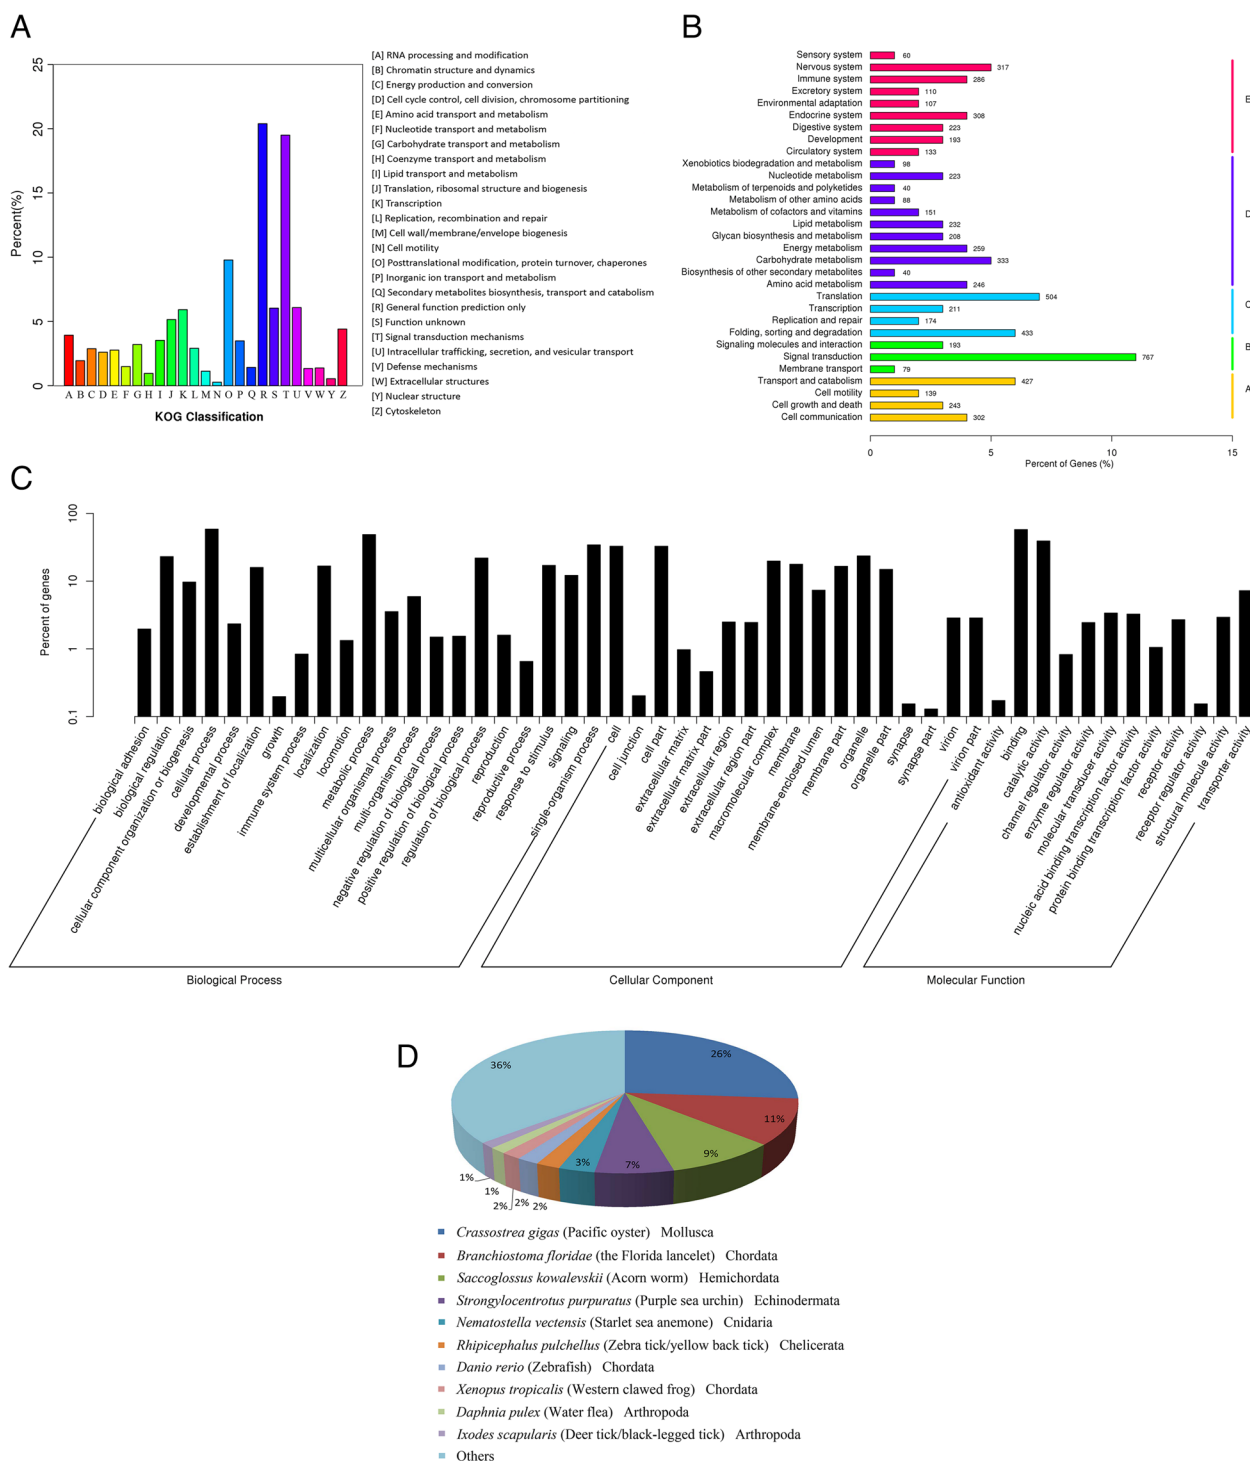 A
25
20
15
10
5
0
Percent(%)
A B C D E F G H I J K L M N O P Q R S T U V W Y Z
KOG Classification
[A] RNA processing and modification
[B] Chromatin structure and dynamics
[C] Energy production and conversion
[D] Cell cycle control, cell division, chromosome partitioning
[E] Amino acid transport and metabolism
[F] Nucleotide transport and metabolism
[G] Carbohydrate transport and metabolism
[H] Coenzyme transport and metabolism
[I] Lipid transport and metabolism
[J] Translation, ribosomal structure and biogenesis
[K] Transcription
[L] Replication, recombination and repair
[M] Cell wall/membrane/envelope biogenesis
[N] Cell motility
[O] Posttranslational modification, protein turnover, chaperones
[P] Inorganic ion transport and metabolism
[Q] Secondary metabolites biosynthesis, transport and catabolism
[R] General function prediction only
[S] Function unknown
[T] Signal transduction mechanisms
[U] Intracellular trafficking, secretion, and vesicular transport
[V] Defense mechanisms
[W] Extracellular structures
[Y] Nuclear structure
[Z] Cytoskeleton
B
Sensory system 60
Nervous system 317
Immune system 286
Excretory system 110
Environmental adaptation 107
Endocrine system 308
Digestive system 223
Development 193
Circulatory system 133
Xenobiotics biodegradation and metabolism 98
Nucleotide metabolism 223
Metabolism of terpenoids and polyketides 40
Metabolism of other amino acids 88
Metabolism of cofactors and vitamins 151
Lipid metabolism 232
Glycan biosynthesis and metabolism 208
Energy metabolism 259
Carbohydrate metabolism 333
Biosynthesis of other secondary metabolites 40
Amino acid metabolism 246
Translation 504
Transcription 211
Replication and repair 174
Folding, sorting and degradation 433
Signaling molecules and interaction 193
Signal transduction 767
Membrane transport 79
Transport and catabolism 427
Cell motility 139
Cell growth and death 243
Cell communication 302
E
D
C
B
A
0 5 10 15
Percent of Genes (%)
C
100
10
1
0.1
Percent of genes
biological adhesion
biological regulation
cellular component organization or biogenesis
cellular process
developmental process
establishment of localization
growth
immune system process
localization
locomotion
metabolic process
multicellular organismal process
multi-organism process
negative regulation of biological process
positive regulation of biological process
regulation of biological process
reproduction
reproductive process
response to stimulus
signaling
single-organism process
cell
cell junction
cell part
extracellular matrix
extracellular matrix part
extracellular region
extracellular region part
macromolecular complex
membrane
membrane-enclosed lumen
membrane part
organelle
organelle part
synapse
synapse part
virion
virion part
antioxidant activity
binding
catalytic activity
channel regulator activity
enzyme regulator activity
molecular transducer activity
nucleic acid binding transcription factor activity
protein binding transcription factor activity
receptor activity
receptor regulator activity
structural molecule activity
transporter activity
Biological Process
Cellular Component
Molecular Function
D
36%
26%
11%
9%
7%
3%
2%
2%
2%
1%
1%
Crassostrea gigas (Pacific oyster) Mollusca
Branchiostoma floridae (the Florida lancelet) Chordata
Saccoglossus kowalevskii (Acorn worm) Hemichordata
Strongylocentrotus purpuratus (Purple sea urchin) Echinodermata
Nematostella vectensis (Starlet sea anemone) Cnidaria
Rhipicephalus pulchellus (Zebra tick/yellow back tick) Chelicerata
Danio rerio (Zebrafish) Chordata
Xenopus tropicalis (Western clawed frog) Chordata
Daphnia pulex (Water flea) Arthropoda
Ixodes scapularis (Deer tick/black-legged tick) Arthropoda
Others